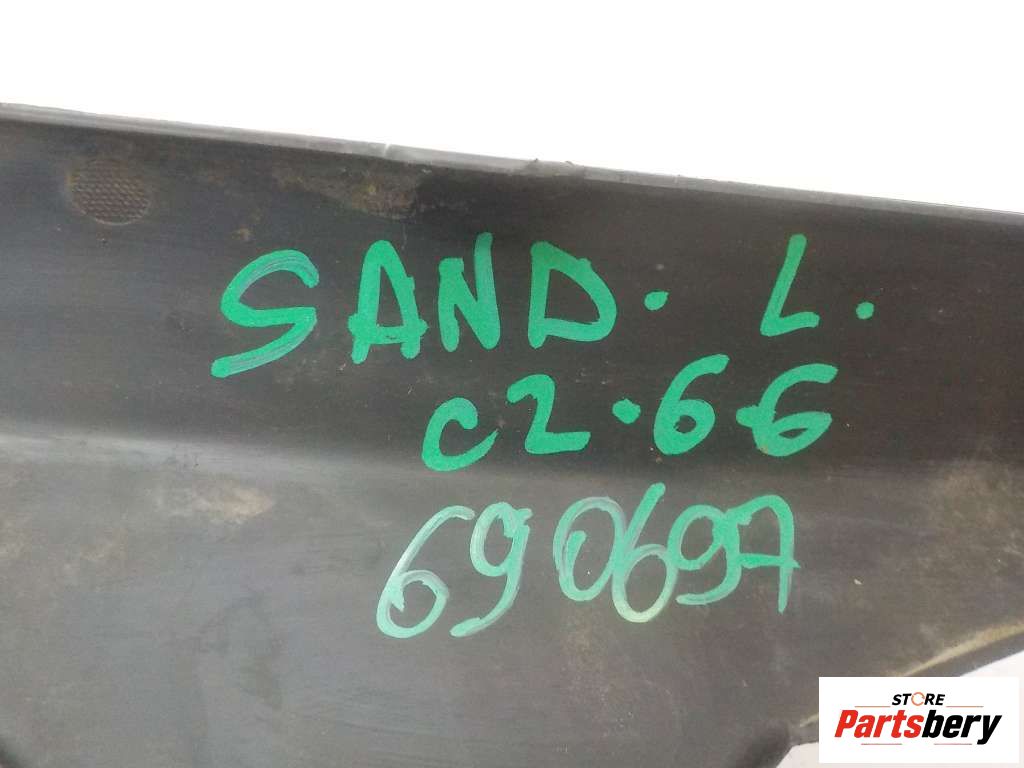 SAND. L.
C2.66
690697
STORE
Partsbery